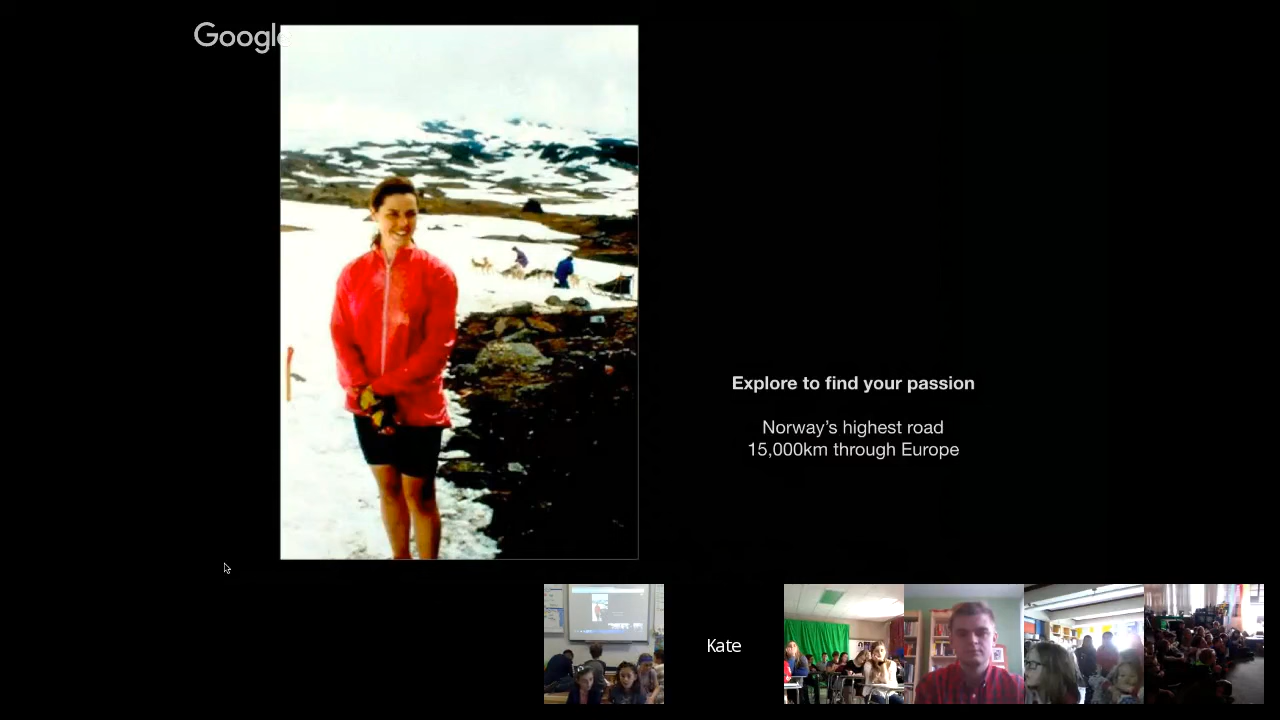 Google
Explore to find your passion
Norway's highest road
15,000km through Europe
Kate